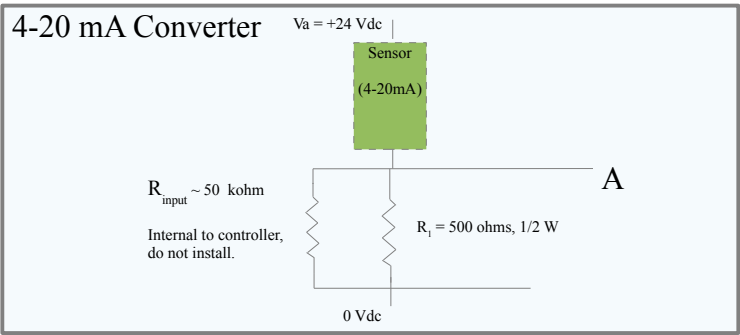 4-20 mA Converter
Va = +24 Vdc
Sensor
(4-20mA)
A
Rinput ~ 50 kohm
R1 = 500 ohms, 1/2 W
Internal to controller,
do not install.
0 Vdc